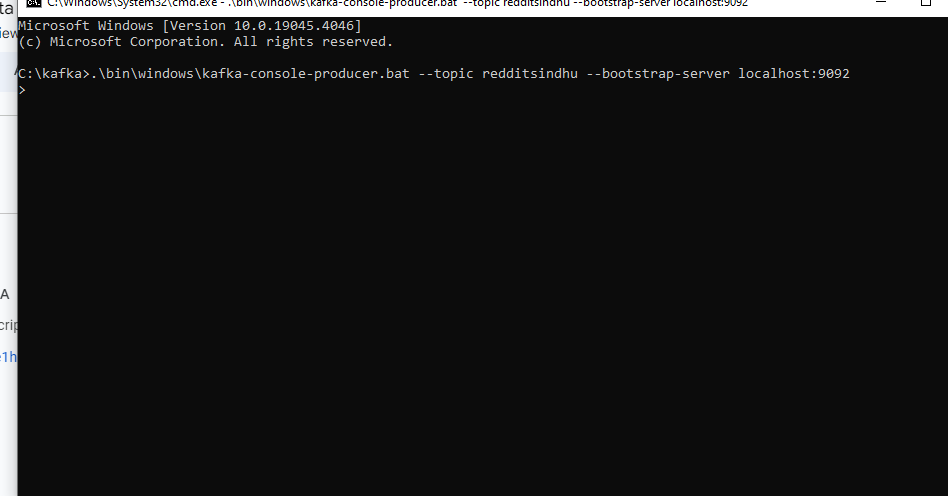 ta
C:\Windows\System32\cmd.exe - .\bin\windows\kafka-console-producer.bat --topic redditsindhu --bootstrap-server localhost:9092
iew
Microsoft Windows [Version 10.0.19045.4046]
(c) Microsoft Corporation. All rights reserved.
C:\kafka>.\bin\windows\kafka-console-producer.bat --topic redditsindhu --bootstrap-server localhost:9092
>
A
crip
1h